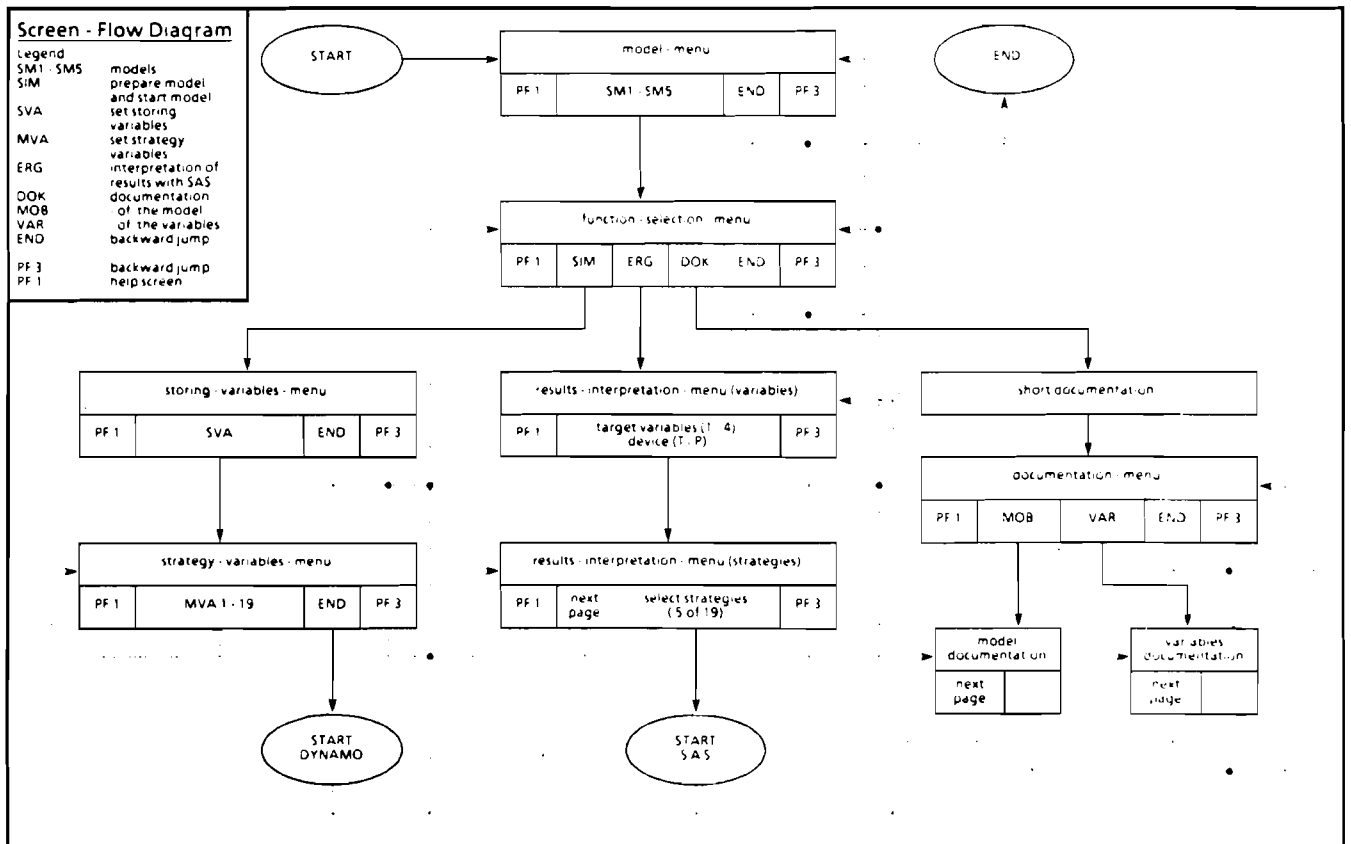 Screen - Flow Diagram
Legend
SM1 - SM5 models
SIM prepare model
and start model
SVA set storing
variables
MVA set strategy
variables
ERG interpretation of
results with SAS
DOK documentation
MOB - of the model
VAR - of the variables
END backward jump
PF 3 backward jump
PF 1 help screen
START
model - menu
PF 1 SM1 - SM5 END PF 3
END
function - selection - menu
PF 1 SIM ERG DOK END PF 3
storing - variables - menu
PF 1 SVA END PF 3
results - interpretation - menu (variables)
PF 1 target variables (1 - 4) PF 3
device (T - P)
short documentation
documentation - menu
PF 1 MOB VAR END PF 3
strategy - variables - menu
PF 1 MVA 1 - 19 END PF 3
results - interpretation - menu (strategies)
PF 1 next select strategies PF 3
page (5 of 19)
model
documentation
next
page
variables
documentation
next
page
START
DYNAMO
START
SAS